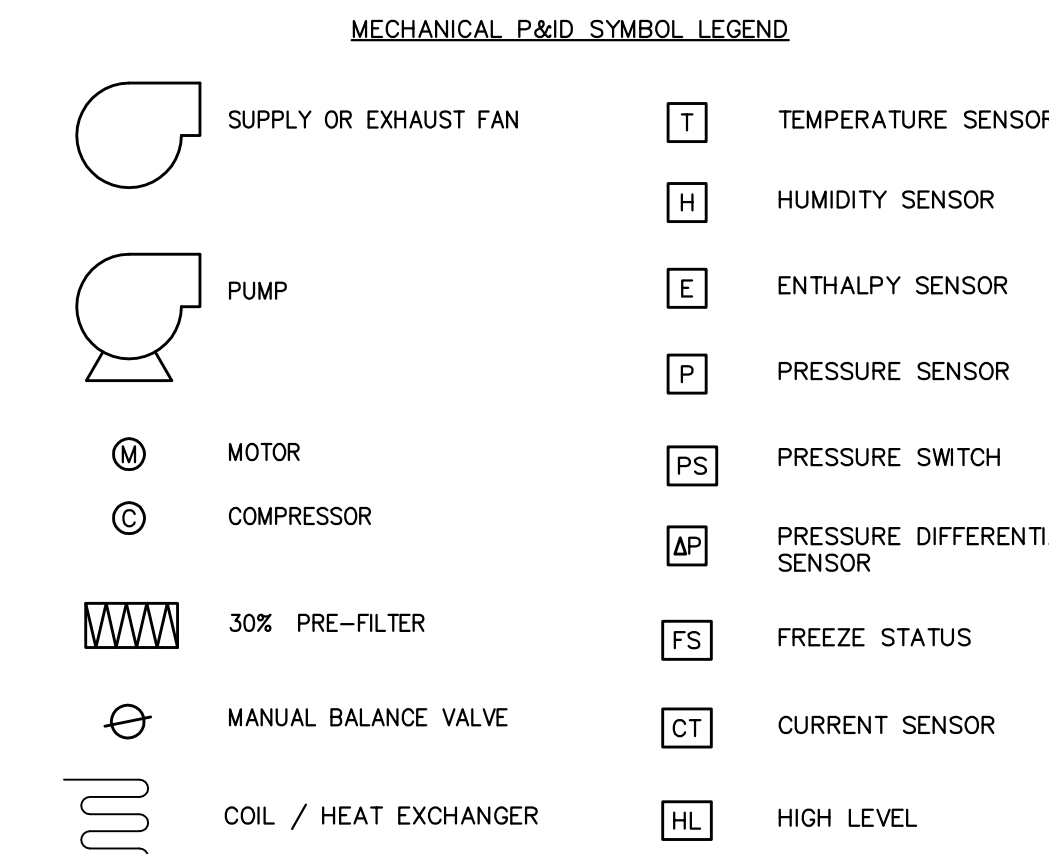 MECHANICAL P&ID SYMBOL LEGEND
SUPPLY OR EXHAUST FAN
PUMP
M MOTOR
C COMPRESSOR
30% PRE-FILTER
MANUAL BALANCE VALVE
COIL / HEAT EXCHANGER
T TEMPERATURE SENSOR
H HUMIDITY SENSOR
E ENTHALPY SENSOR
P PRESSURE SENSOR
PS PRESSURE SWITCH
ΔP PRESSURE DIFFERENTI
SENSOR
FS FREEZE STATUS
CT CURRENT SENSOR
HL HIGH LEVEL